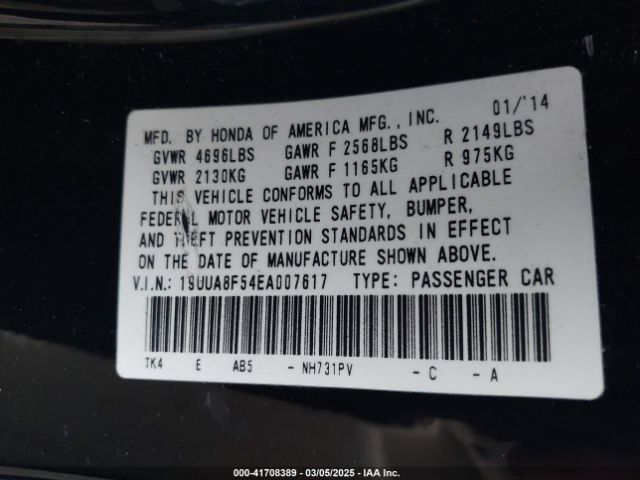 MFD. BY HONDA OF AMERICA MFG., INC. 01/'14
GVWR 4696LBS GAWR F 2568LBS R 2149LBS
GVWR 2130KG GAWR F 1165KG R 975KG
THIS VEHICLE CONFORMS TO ALL APPLICABLE
FEDERAL MOTOR VEHICLE SAFETY, BUMPER,
AND THEFT PREVENTION STANDARDS IN EFFECT
ON THE DATE OF MANUFACTURE SHOWN ABOVE.
V.I.N.: 19UUA8F54EA007617 TYPE: PASSENGER CAR
TK4 E AB5 - NH731PV - C - A
000-41708389 - 03/05/2025 - IAA Inc.